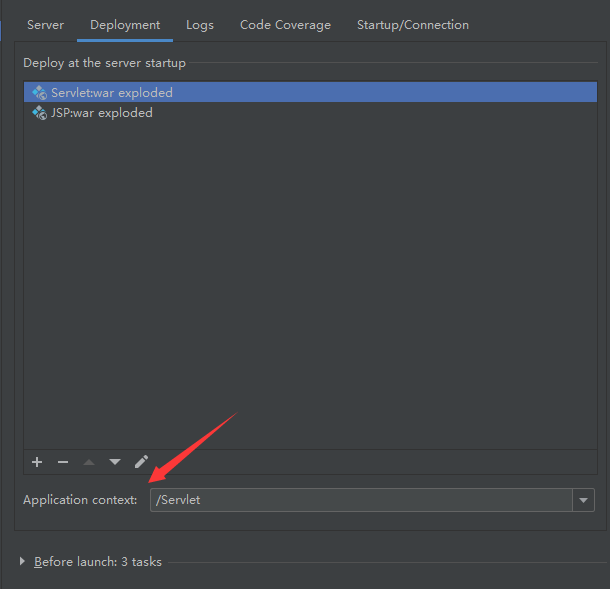 Server Deployment Logs Code Coverage Startup/Connection
Deploy at the server startup
Servlet:war exploded
JSP:war exploded
Application context: /Servlet
Before launch: 3 tasks